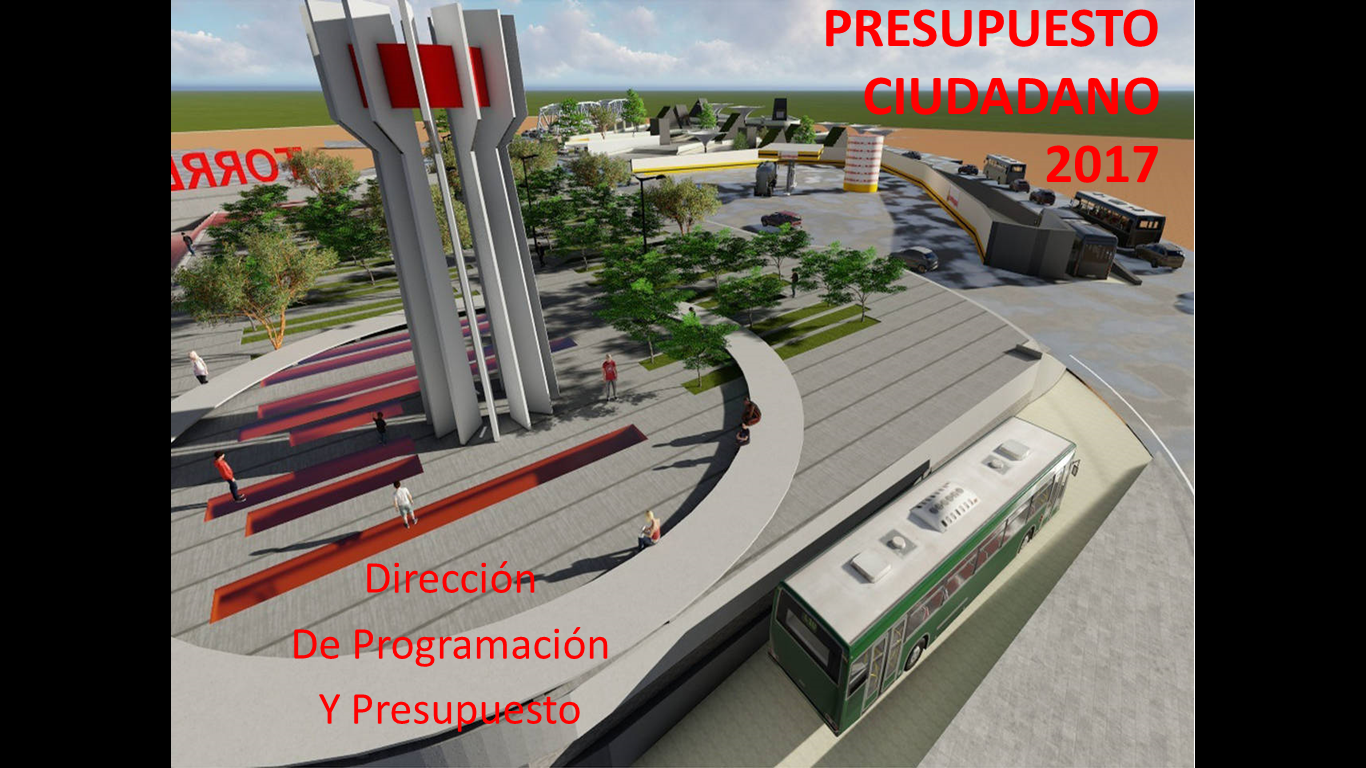 PRESUPUESTO
CIUDADANO
2017
Dirección
De Programación
Y Presupuesto